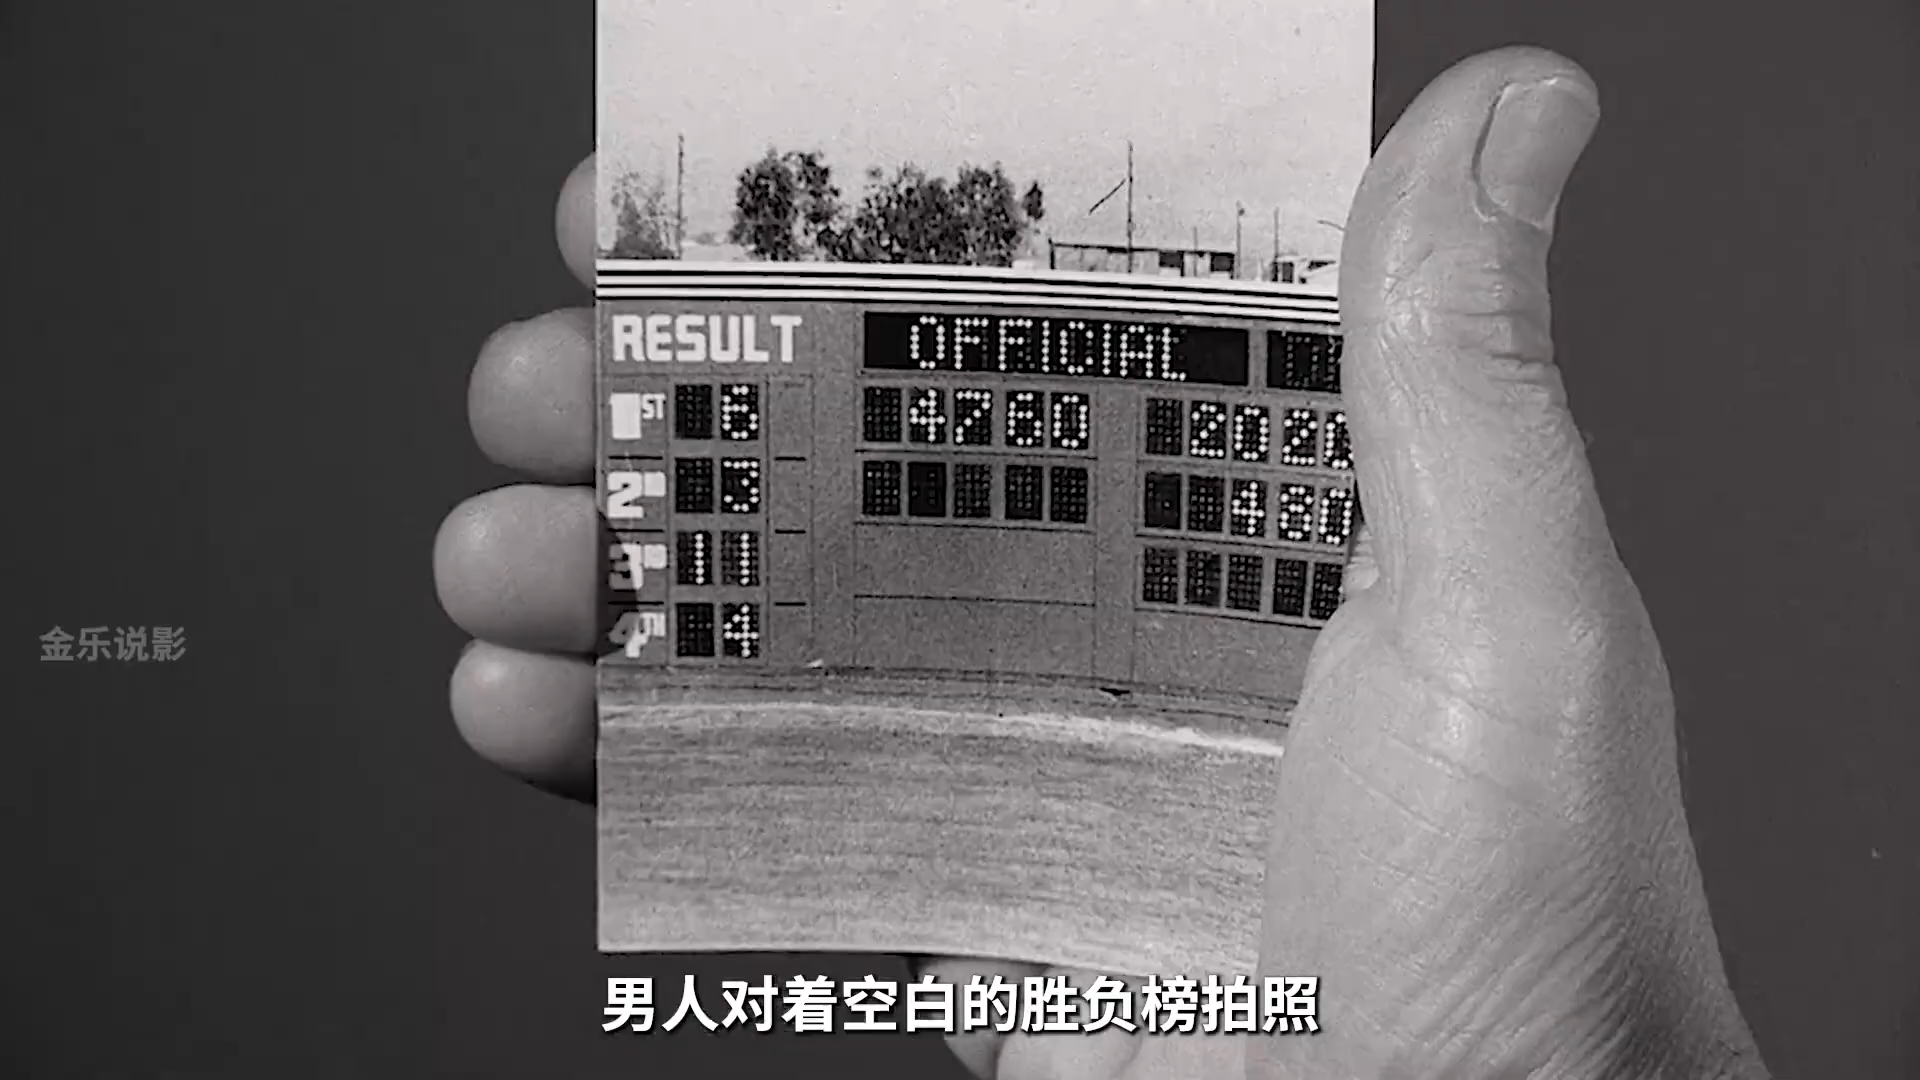 RESULT OFFICIAL
1ST 6 4760
2ND 3 480
3RD 11
4TH 4
金乐说影
男人对着空白的胜负榜拍照